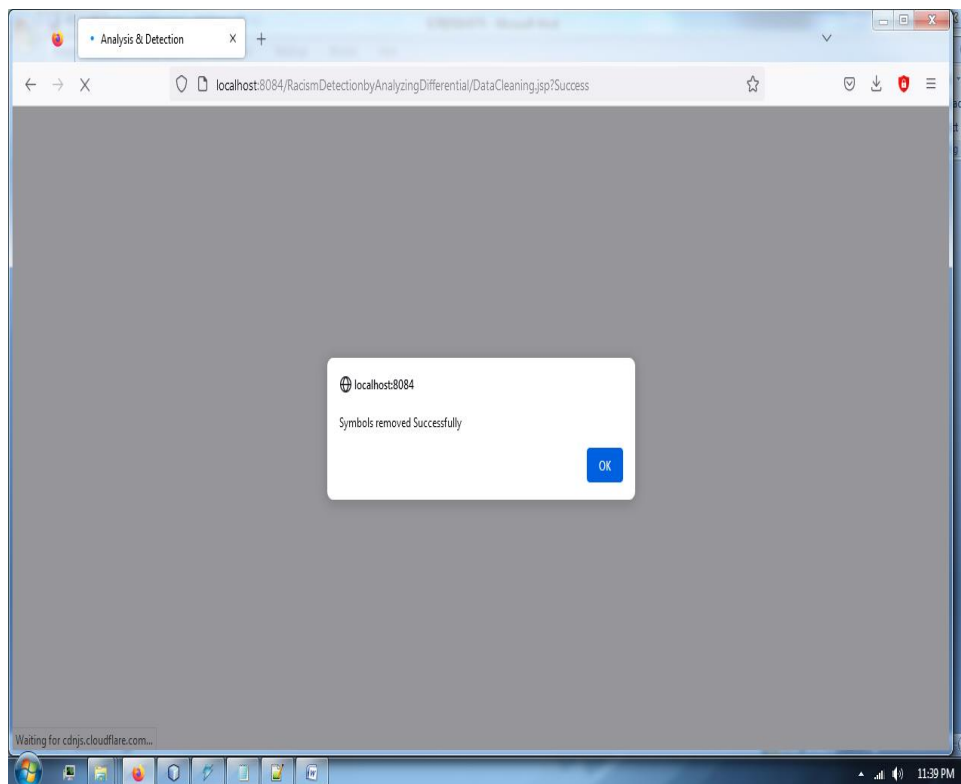 Analysis & Detection
localhost:8084/RacismDetectionbyAnalyzingDifferential/DataCleaning.jsp?Success
localhost:8084
Symbols removed Successfully
OK
Waiting for cdnjs.cloudflare.com...
11:39 PM